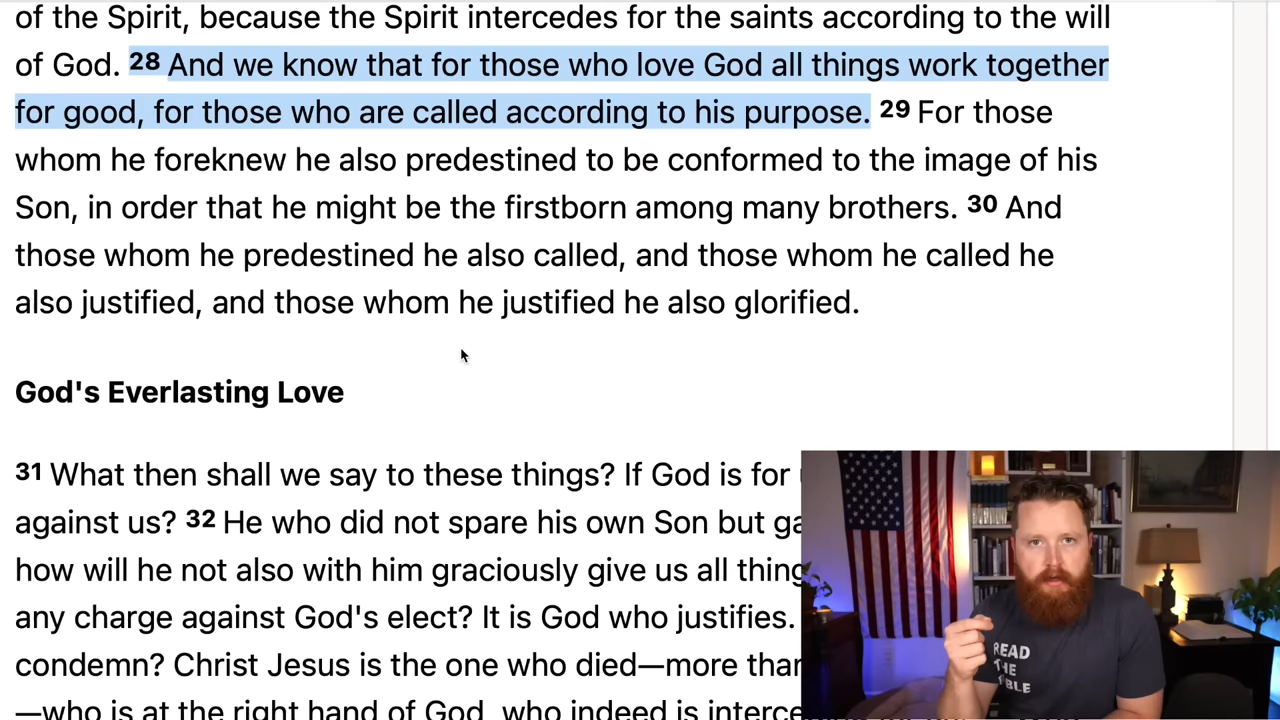 of the Spirit, because the Spirit intercedes for the saints according to the will
of God. 28 And we know that for those who love God all things work together
for good, for those who are called according to his purpose. 29 For those
whom he foreknew he also predestined to be conformed to the image of his
Son, in order that he might be the firstborn among many brothers. 30 And
those whom he predestined he also called, and those whom he called he
also justified, and those whom he justified he also glorified.
God's Everlasting Love
31 What then shall we say to these things? If God is for
against us? 32 He who did not spare his own Son but
how will he not also with him graciously give us all
any charge against God's elect? It is God who justifies.
condemn? Christ Jesus is the one who died—more
—who is at the right hand of God, who indeed is
READ
THE